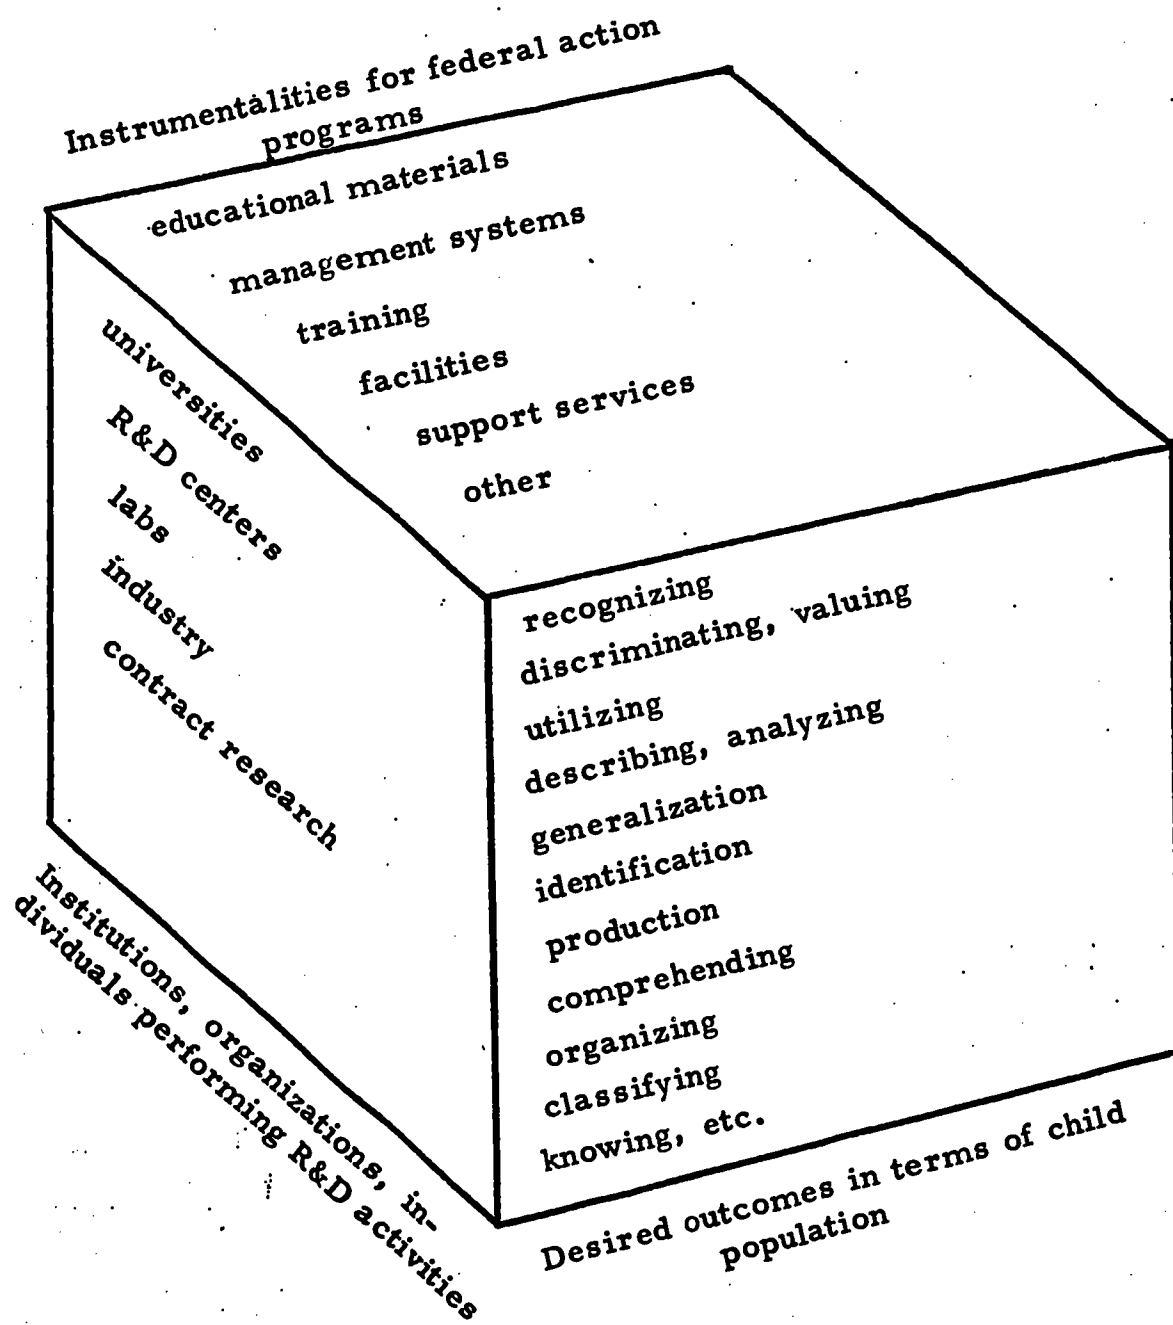 Instrumentalities for federal action
programs
educational materials
management systems
training
facilities
support services
other
universities
R&D centers
labs
industry
contract research
Institutions, organizations, in-
dividuals performing R&D activities
recognizing
discriminating, valuing
utilizing
describing, analyzing
generalization
identification
production
comprehending
organizing
classifying
knowing, etc.
Desired outcomes in terms of child
population